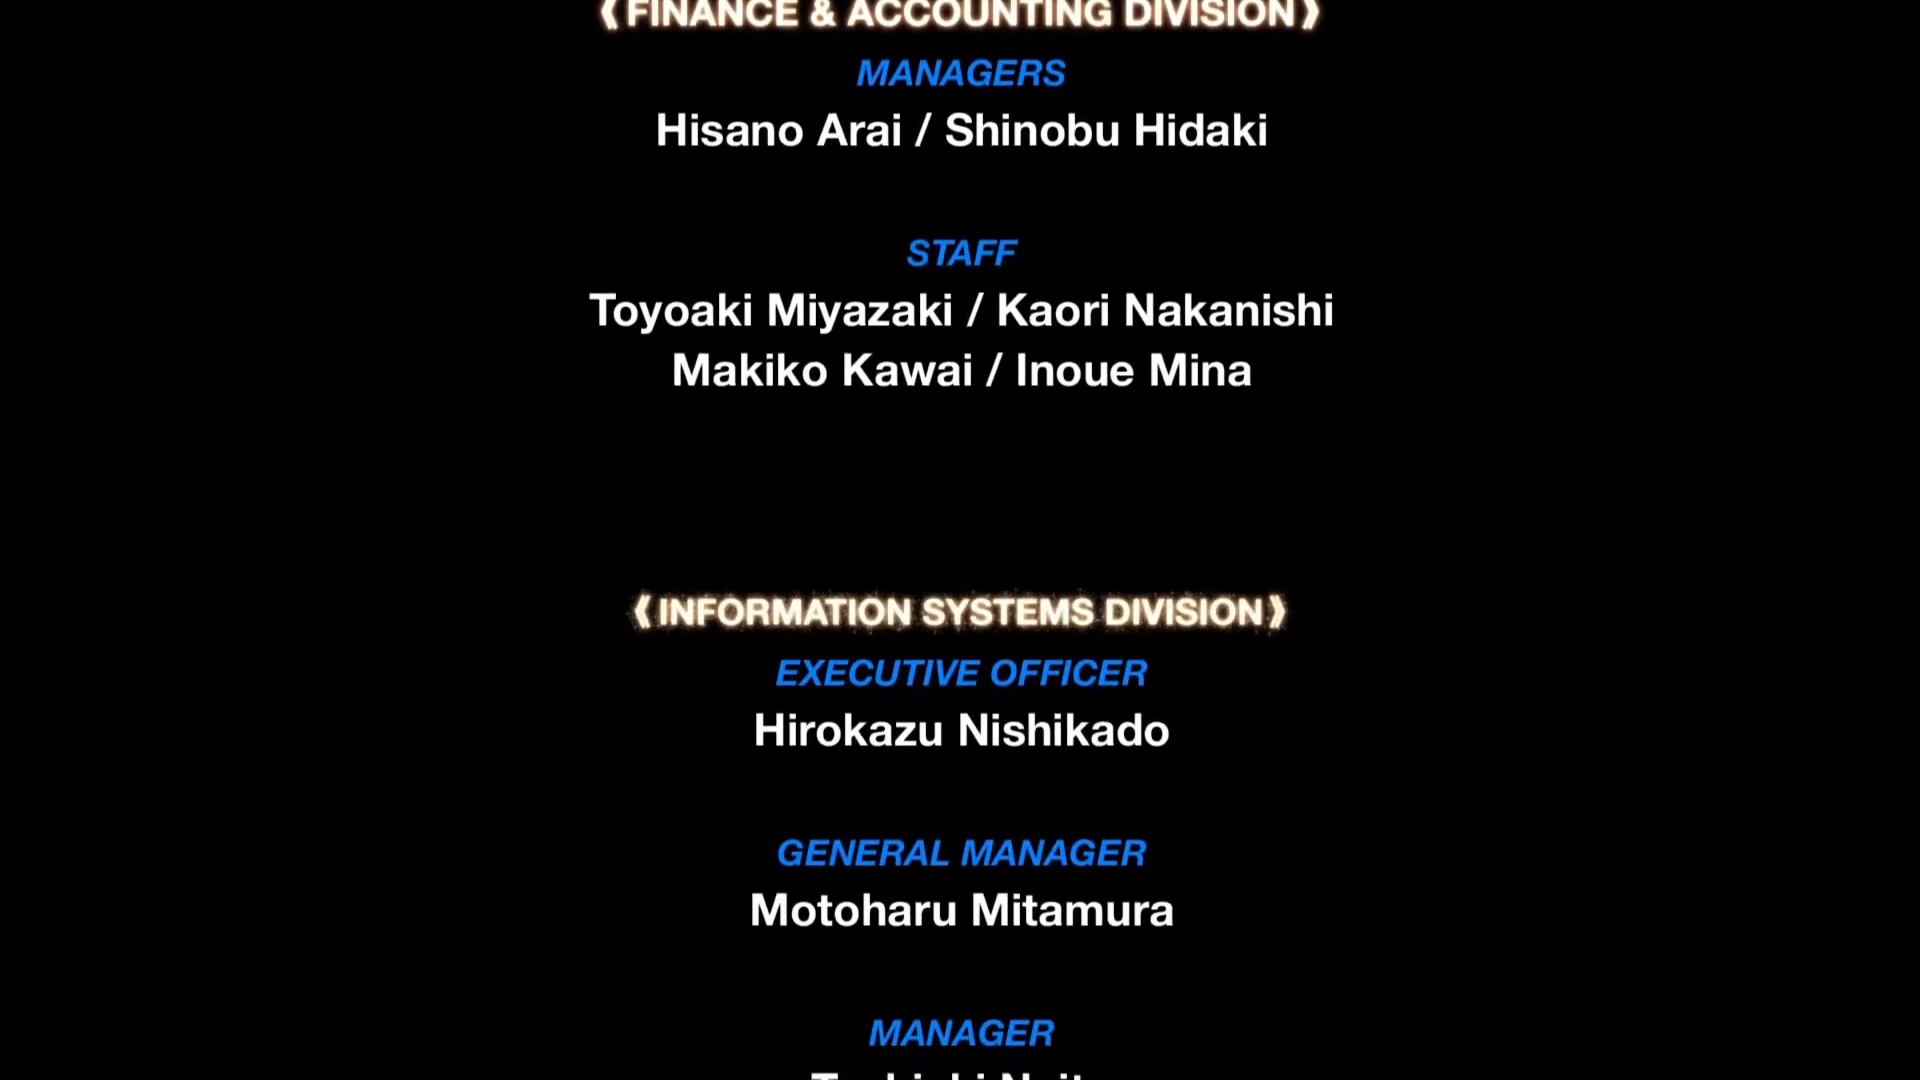 《FINANCE & ACCOUNTING DIVISION》
MANAGERS
Hisano Arai / Shinobu Hidaki
STAFF
Toyoaki Miyazaki / Kaori Nakanishi
Makiko Kawai / Inoue Mina
《INFORMATION SYSTEMS DIVISION》
EXECUTIVE OFFICER
Hirokazu Nishikado
GENERAL MANAGER
Motoharu Mitamura
MANAGER